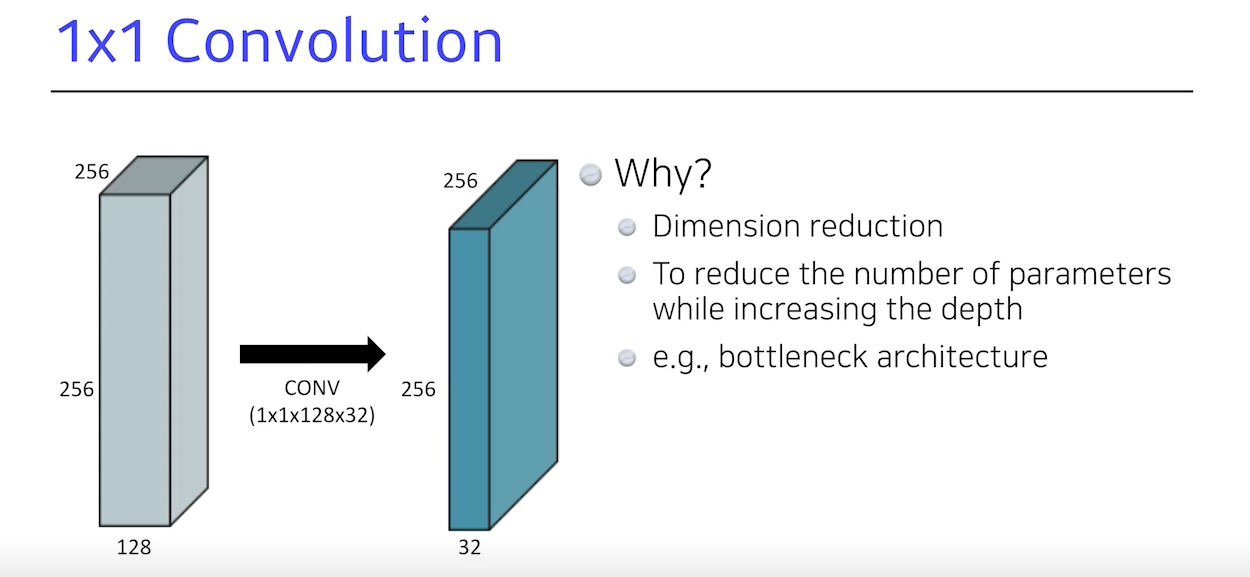 1x1 Convolution
256
256
128
CONV
(1x1x128x32)
256
256
32
Why?
Dimension reduction
To reduce the number of parameters
while increasing the depth
e.g., bottleneck architecture